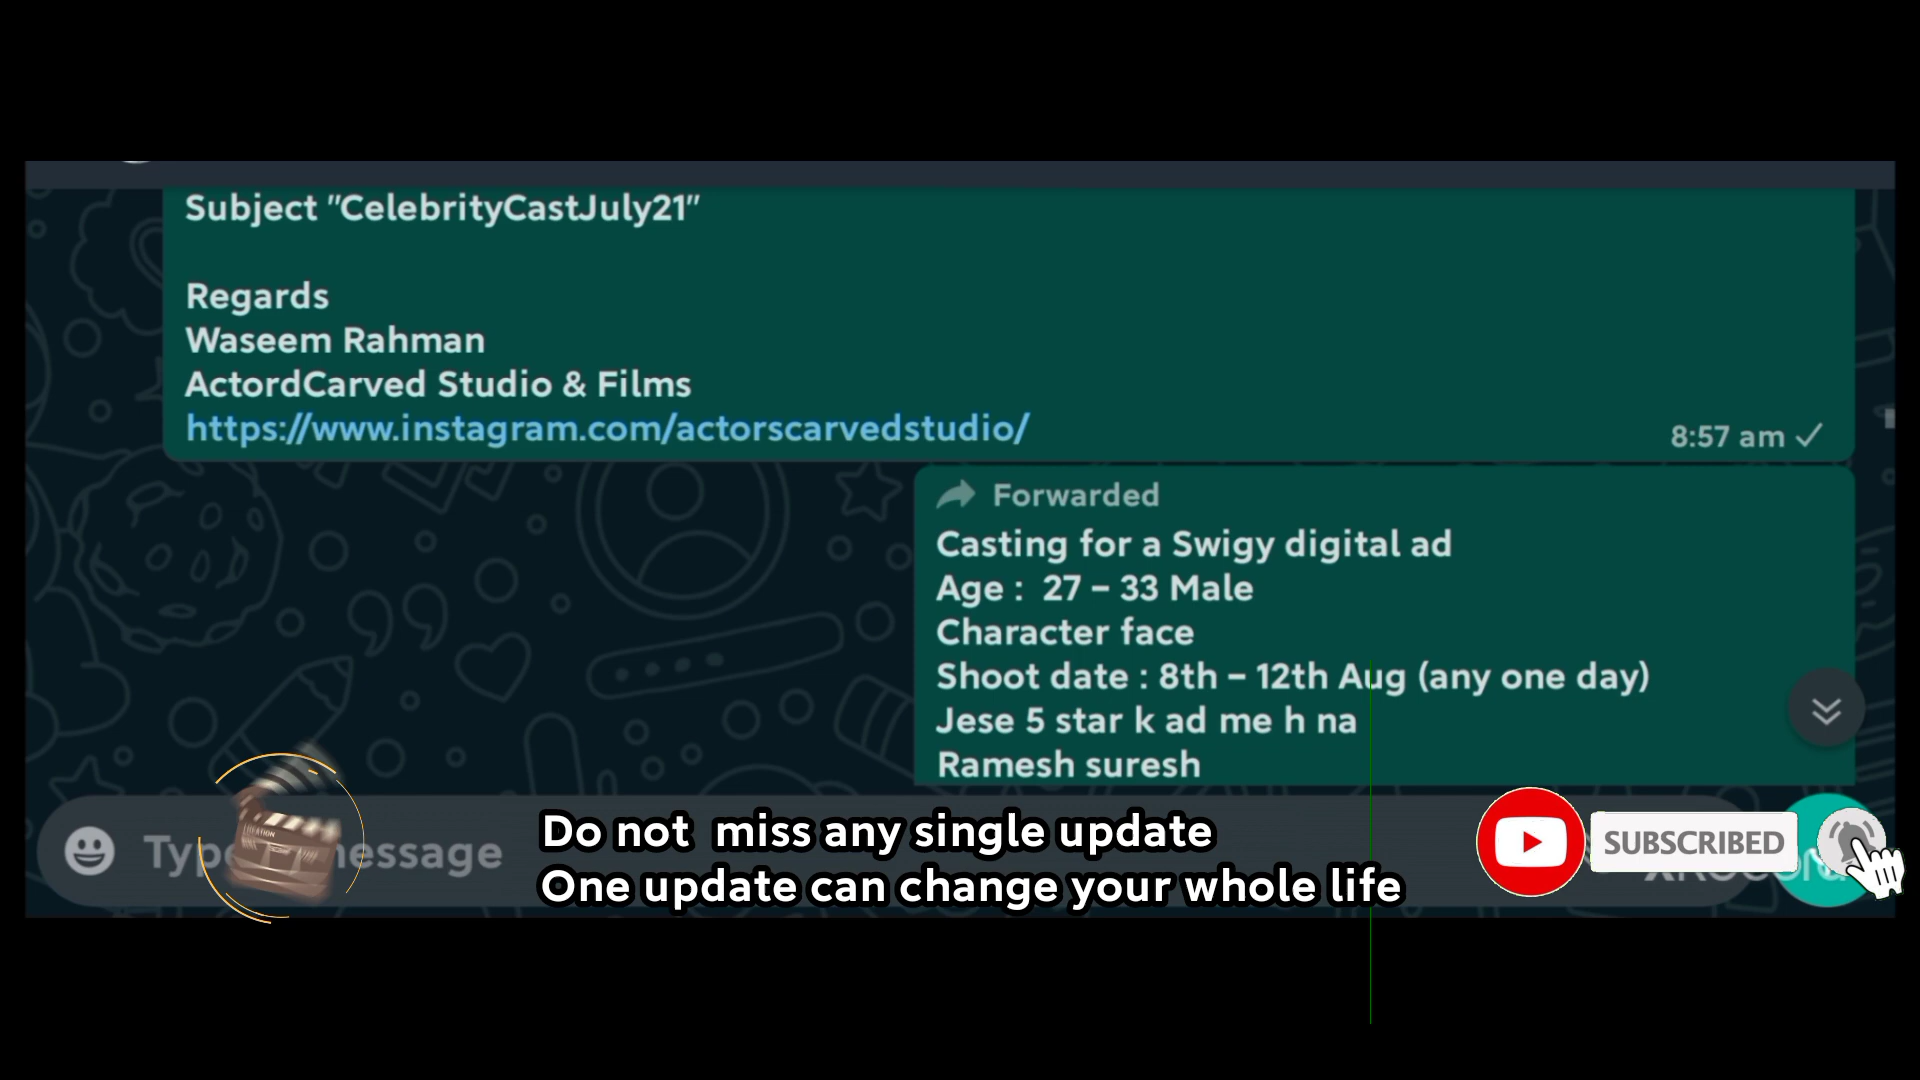 Subject "CelebrityCastJuly21"
Regards
Waseem Rahman
ActordCarved Studio & Films
https://www.instagram.com/actorscarvedstudio/
8:57 am
Forwarded
Casting for a Swigy digital ad
Age : 27 – 33 Male
Character face
Shoot date : 8th – 12th Aug (any one day)
Jese 5 star k ad me h na
Ramesh suresh
Do not miss any single update
One update can change your whole life
SUBSCRIBED